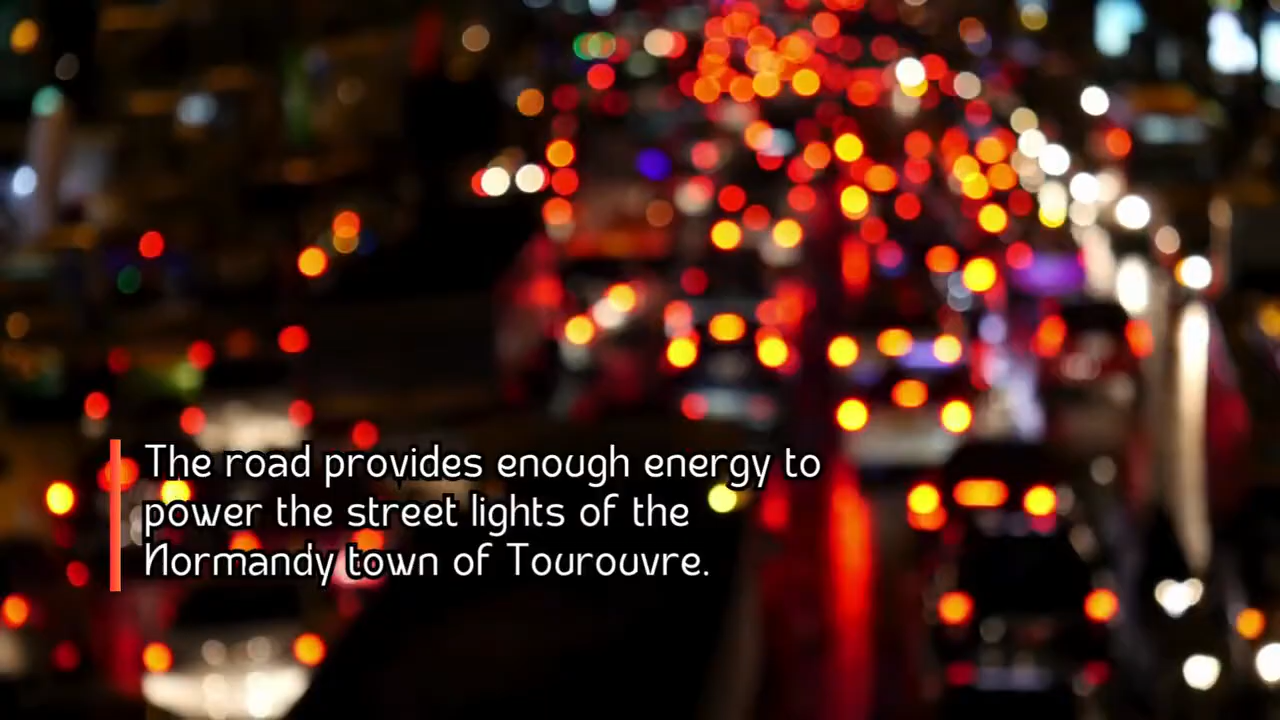 The road provides enough energy to
power the street lights of the
Normandy town of Tourouvre.